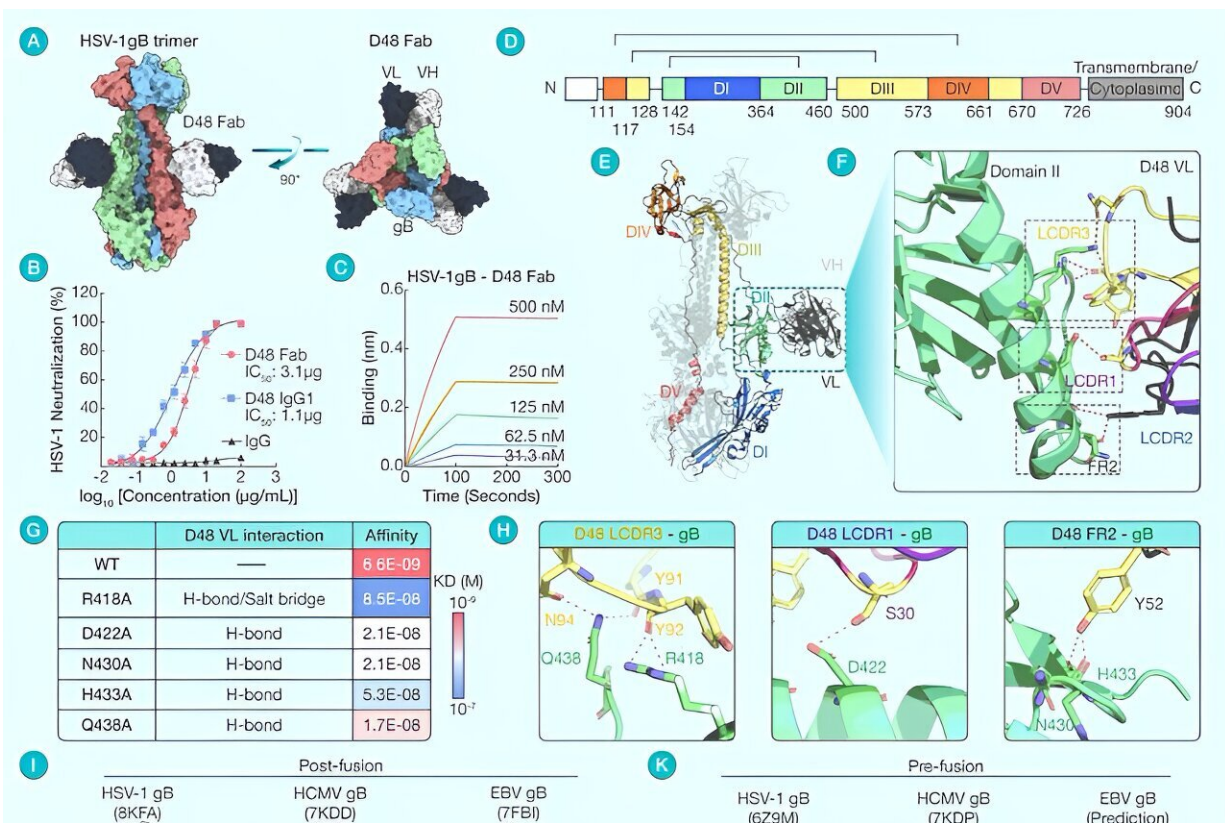 A
HSV-1gB trimer
D48 Fab
90°
D48 Fab
VL VH
gB
B
HSV-1 Neutralization (%)
120
100
80
60
40
20
-2 -1 0 1 2 3
log10 [Concentration (µg/mL)]
D48 Fab
IC50: 3.1µg
D48 IgG1
IC50: 1.1µg
IgG
C
HSV-1gB - D48 Fab
Binding (nm)
0.6
0.4
0.2
0.0
0 100 200 300
Time (Seconds)
500 nM
250 nM
125 nM
62.5 nM
31.3 nM
D
Transmembrane/
N DI DII DIII DIV DV Cytoplasmo C
111 128 142 364 460 500 573 661 670 726 904
117 154
E
DIV
DIII
VH
DII
VL
DV
DI
F
Domain II
D48 VL
LCDR3
LCDR1
LCDR2
FR2
G
D48 VL interaction Affinity
WT — 6.6E-09
R418A H-bond/Salt bridge 8.5E-08
D422A H-bond 2.1E-08
N430A H-bond 2.1E-08
H433A H-bond 5.3E-08
Q438A H-bond 1.7E-08
KD (M)
10-9
10-7
H
D48 LCDR3 - gB
Y91
N94
Y92
Q438
R418
D48 LCDR1 - gB
S30
D422
D48 FR2 - gB
Y52
H433
N430
I
Post-fusion
HSV-1 gB HCMV gB EBV gB
(8KFA) (7KDD) (7FBI)
K
Pre-fusion
HSV-1 gB HCMV gB EBV gB
(6Z9M) (7KDP) (Prediction)